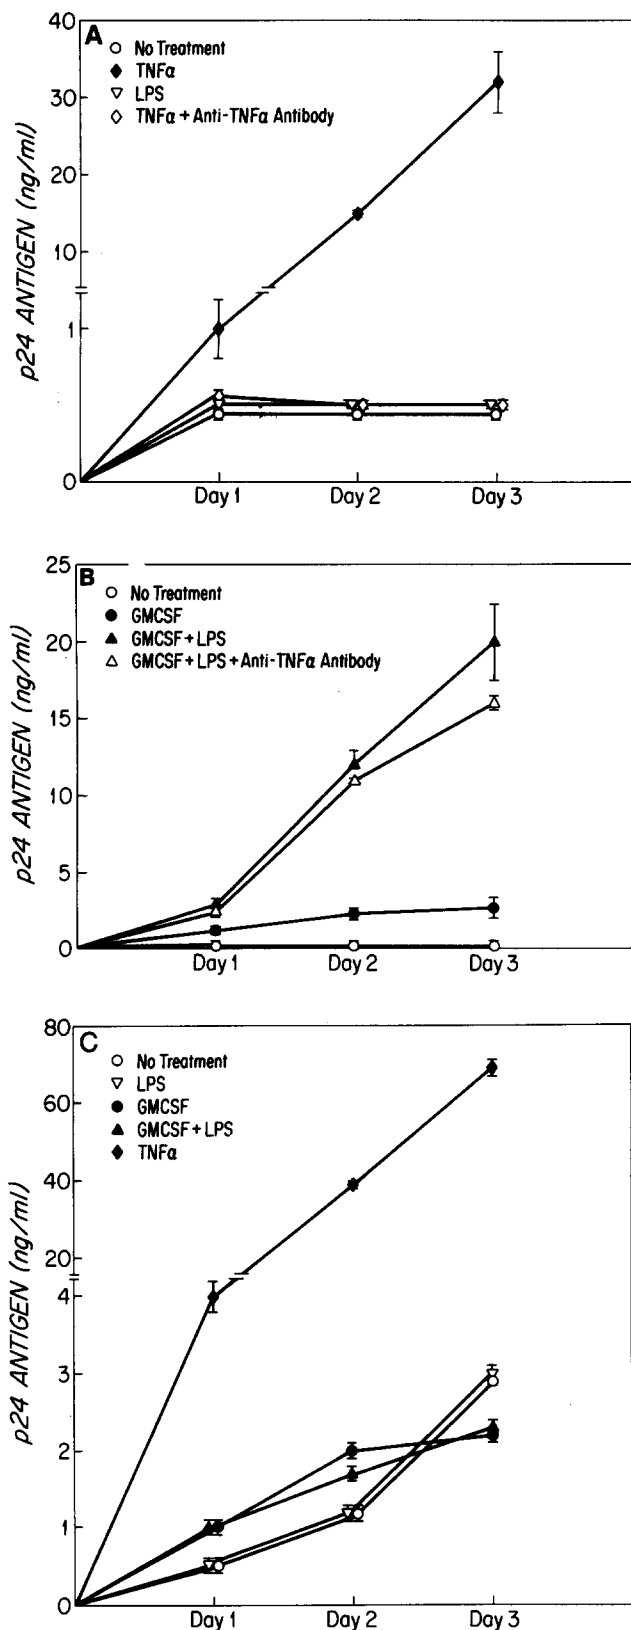 A
No Treatment
TNFα
LPS
TNFα + Anti-TNFα Antibody
p24 ANTIGEN (ng/ml)
40
30
20
10
1
0
Day 1 Day 2 Day 3
B
No Treatment
GMCSF
GMCSF + LPS
GMCSF + LPS + Anti-TNFα Antibody
p24 ANTIGEN (ng/ml)
25
20
15
10
5
0
Day 1 Day 2 Day 3
C
No Treatment
LPS
GMCSF
GMCSF + LPS
TNFα
p24 ANTIGEN (ng/ml)
80
60
40
20
4
3
2
1
0
Day 1 Day 2 Day 3